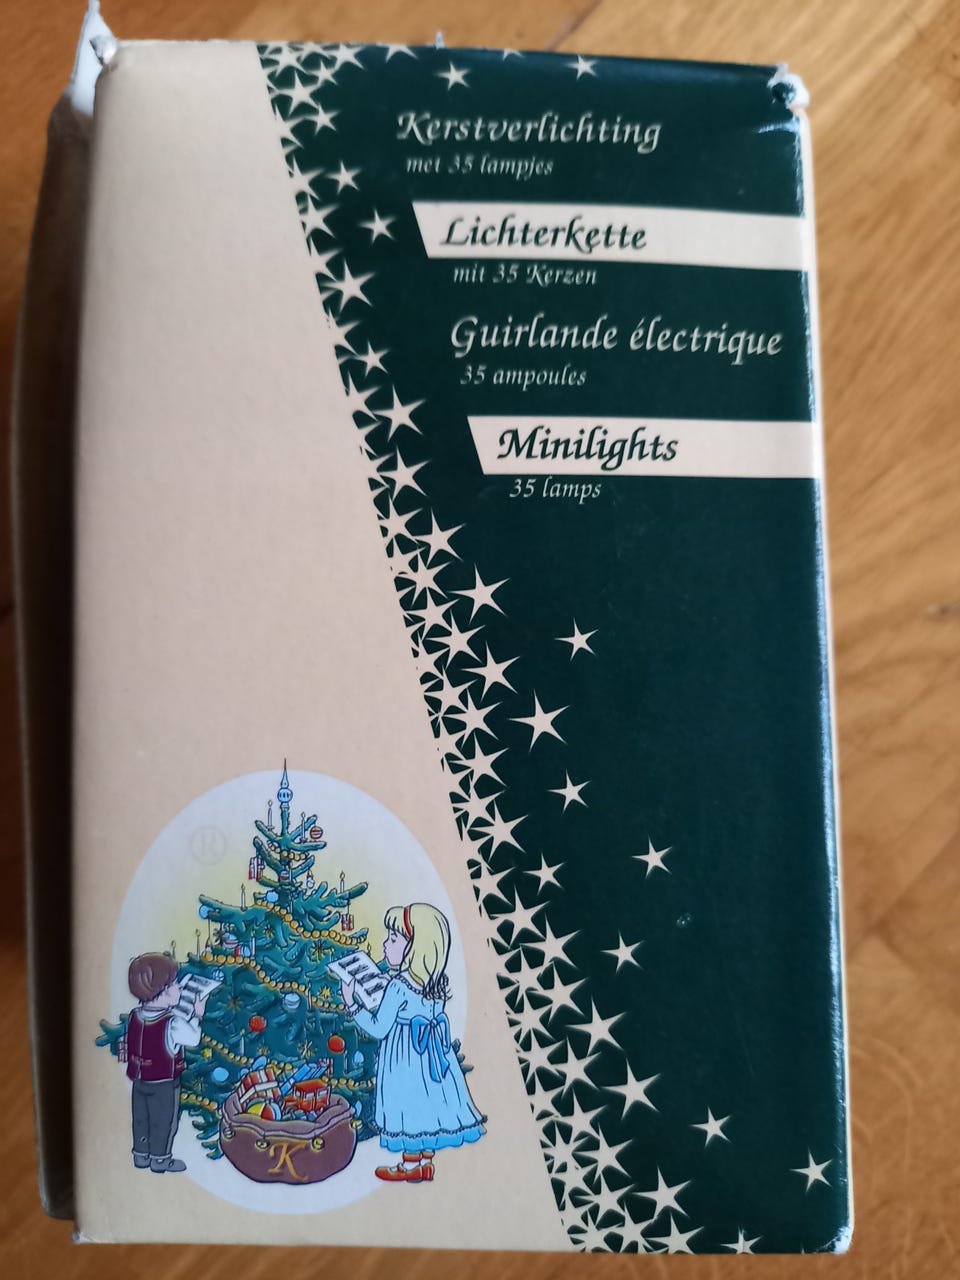 Kerstverlichting
met 35 lampjes
Lichterkette
mit 35 Kerzen
Guirlande électrique
35 ampoules
Minilights
35 lamps
®
K